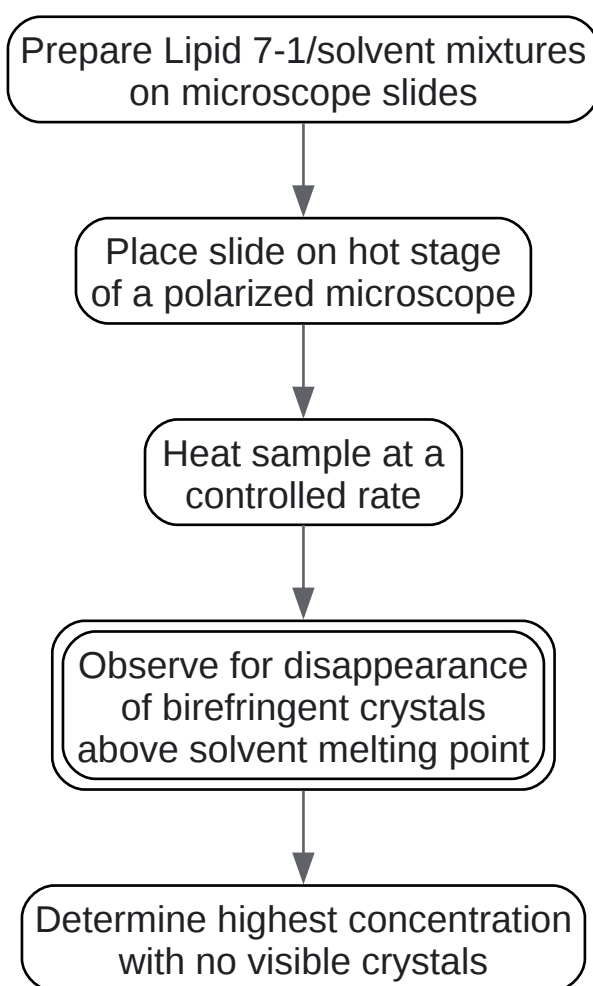 Prepare Lipid 7-1/solvent mixtures
on microscope slides
Place slide on hot stage
of a polarized microscope
Heat sample at a
controlled rate
Observe for disappearance
of birefringent crystals
above solvent melting point
Determine highest concentration
with no visible crystals